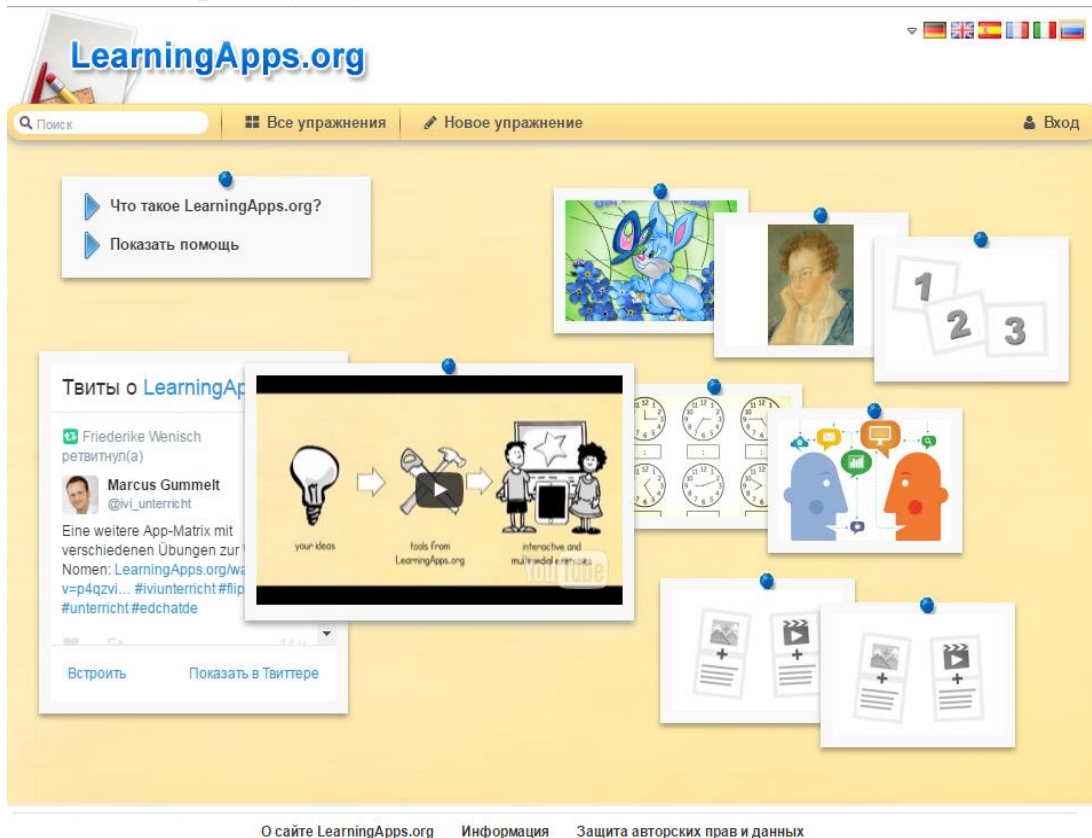 LearningApps.org
Поиск
Все упражнения
Новое упражнение
Вход
Что такое LearningApps.org?
Показать помощь
1
2
3
Твиты о LearningAp
Friederike Wenisch
ретвитнул(а)
Marcus Gummelt
@ivi_unterricht
Eine weitere App-Matrix mit
verschiedenen Übungen zur
Nomen: LearningApps.org/wa
v=p4qzvi... #iviunterricht #flip
#unterricht #edchatde
Встроить
Показать в Твиттере
your ideas
tools from
LearningApps.org
interactive and
multimedial exercises
YouTube
О сайте LearningApps.org
Информация
Защита авторских прав и данных